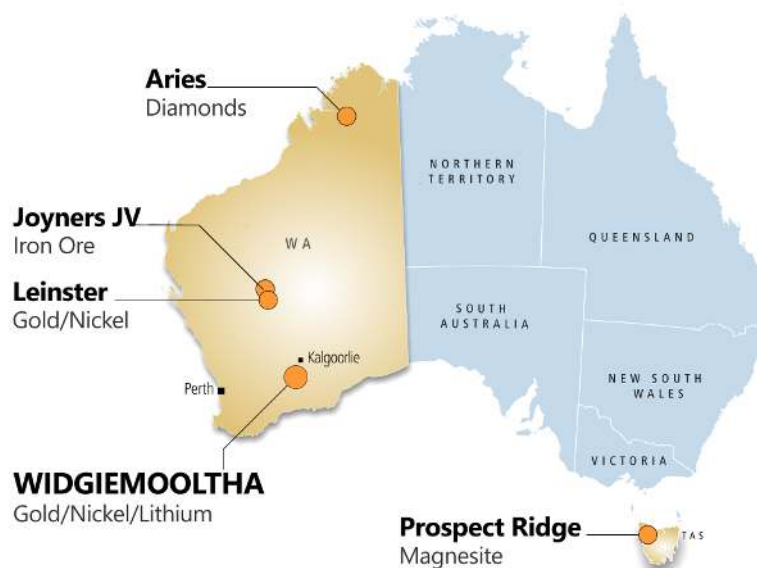 Aries
Diamonds
NORTHERN
TERRITORY
Joyners JV
Iron Ore
WA
QUEENSLAND
Leinster
Gold/Nickel
SOUTH
AUSTRALIA
Kalgoorlie
Perth
NEW SOUTH
WALES
VICTORIA
WIDGIEMOOLTHA
Gold/Nickel/Lithium
Prospect Ridge
Magnesite
TAS